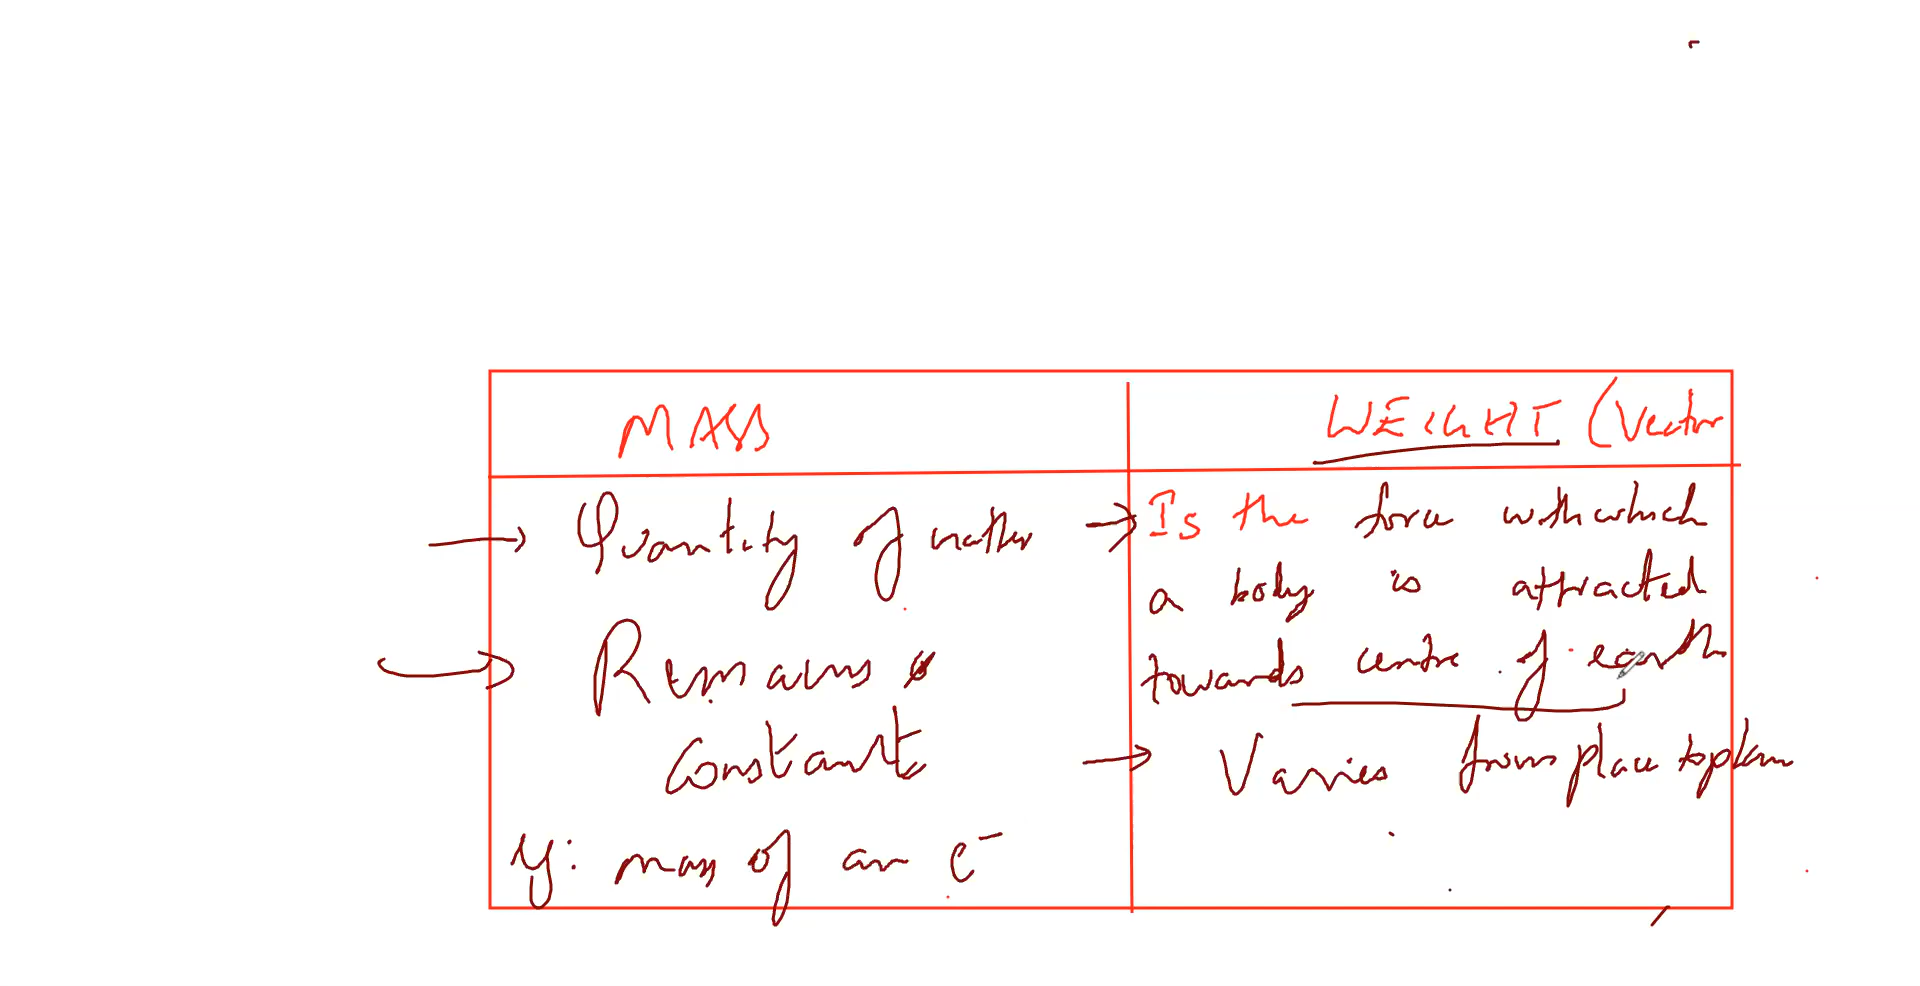 MASS
WEIGHT (Vector
→ Quantity of matter
→ Remains
constant
eg: mass of an e⁻
→ Is the force with which
a body is attracted
towards centre of earth
→ Varies from place to place